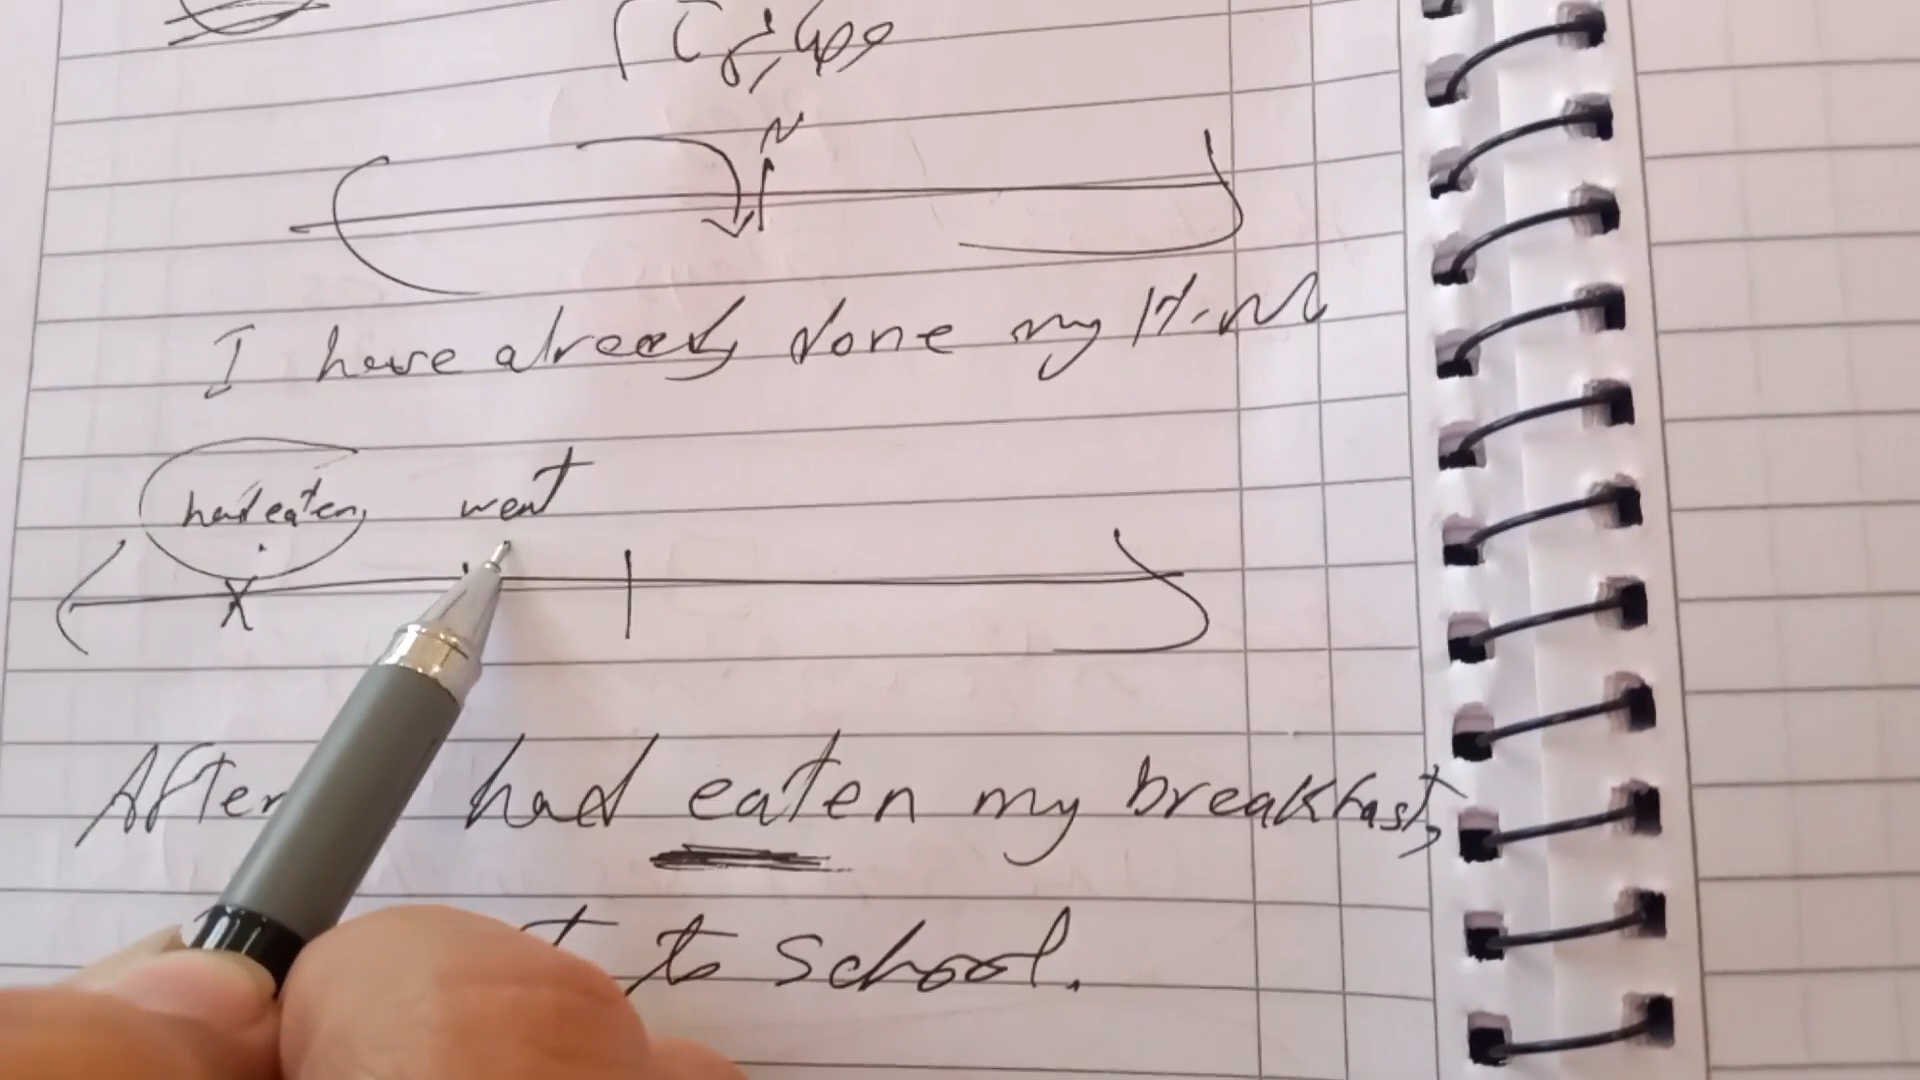 N
I have already done my H.W
had eaten went
After had eaten my breakfast,
to school.